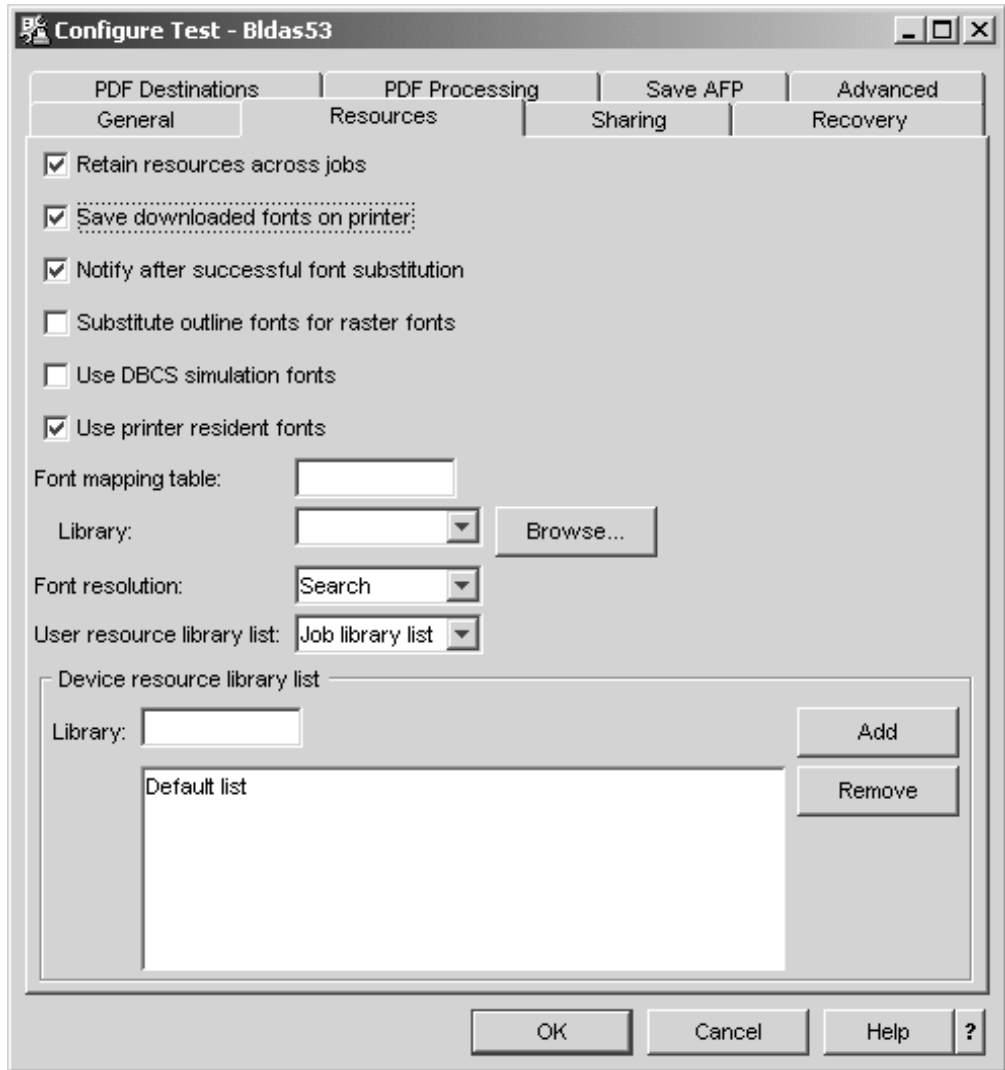 Configure Test - Bldas53
PDF Destinations PDF Processing Save AFP Advanced
General Resources Sharing Recovery
Retain resources across jobs
Save downloaded fonts on printer
Notify after successful font substitution
Substitute outline fonts for raster fonts
Use DBCS simulation fonts
Use printer resident fonts
Font mapping table:
Library: Browse...
Font resolution: Search
User resource library list: Job library list
Device resource library list
Library: Add
Default list Remove
OK Cancel Help ?